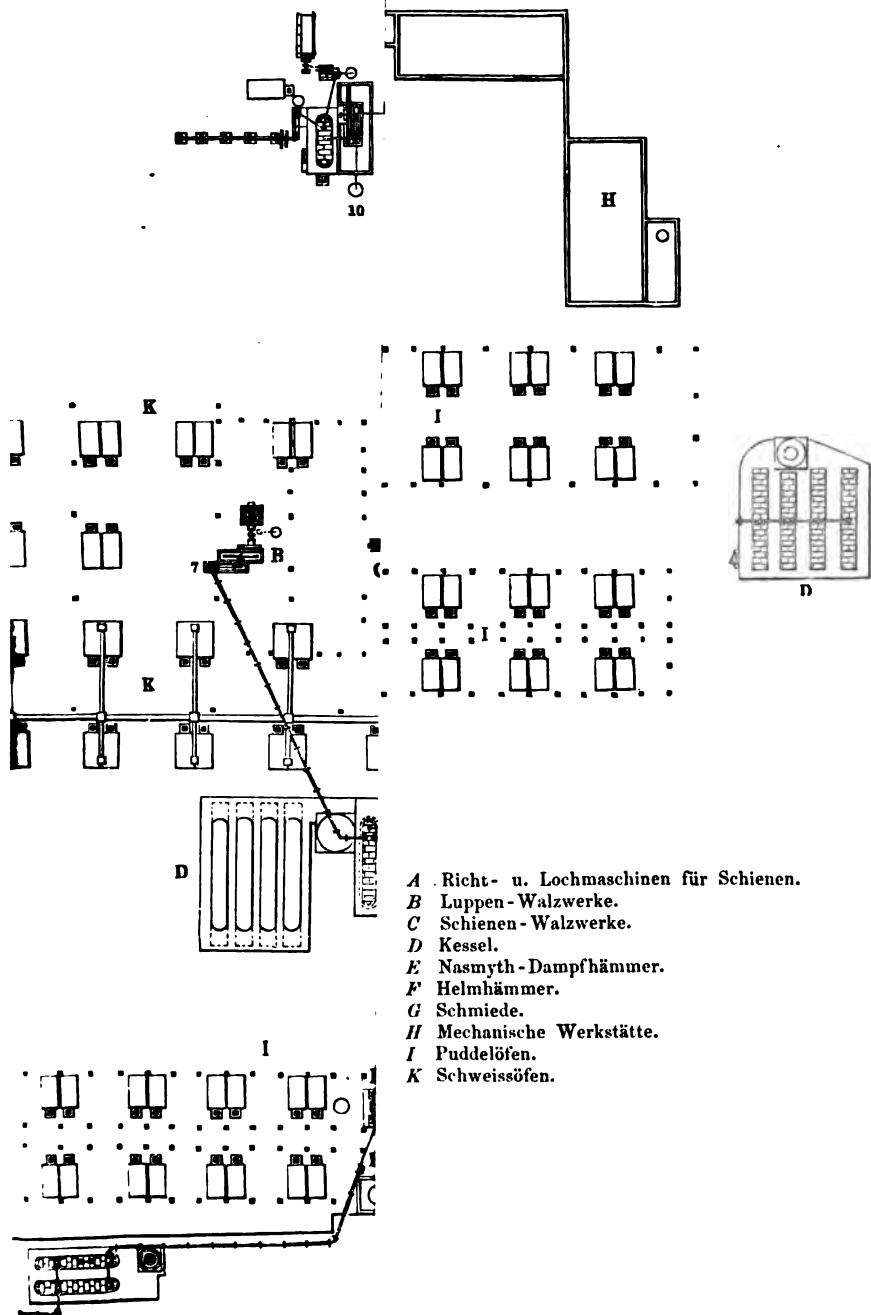 10
H
K
I
B
7
D
I
K
D
A . Richt- u. Lochmaschinen für Schienen.
B Luppen-Walzwerke.
C Schienen-Walzwerke.
D Kessel.
E Nasmyth-Dampfhämmer.
F Helmhämmer.
G Schmiede.
H Mechanische Werkstätte.
I Puddelöfen.
K Schweissöfen.
I